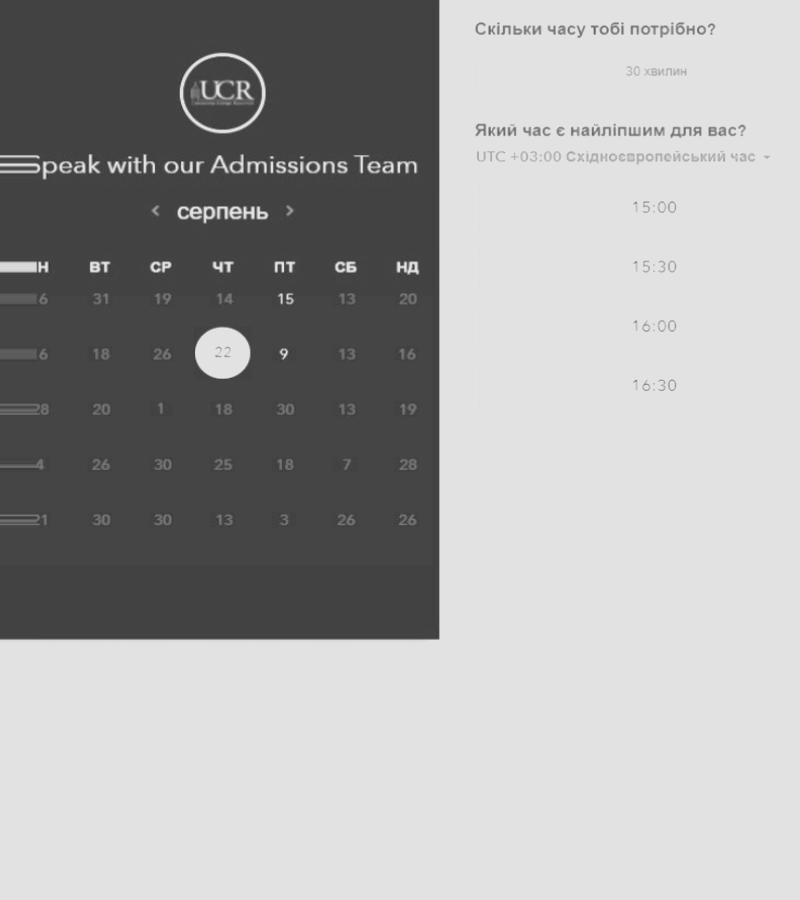 UCR
Speak with our Admissions Team
серпень
Н ВТ СР ЧТ ПТ СБ НД
6 31 19 14 15 13 20
6 18 26 22 9 13 16
28 20 1 18 30 13 19
4 26 30 25 18 7 28
21 30 30 13 3 26 26
Скільки часу тобі потрібно?
30 хвилин
Який час є найліпшим для вас?
UTC +03:00 Східноєвропейський час
15:00
15:30
16:00
16:30